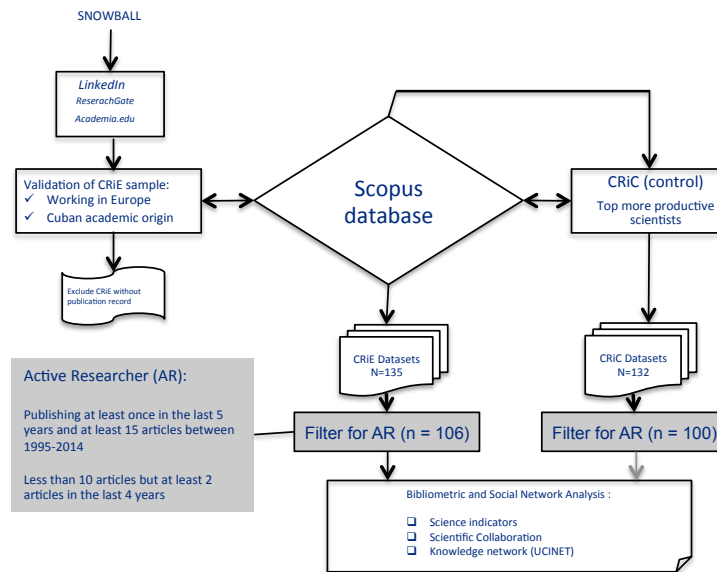 SNOWBALL
LinkedIn
ReserachGate
Academia.edu
Validation of CRiE sample:
✓ Working in Europe
✓ Cuban academic origin
Exclude CRiE without
publication record
Scopus
database
CRiC (control)
Top more productive
scientists
CRiE Datasets
N=135
CRiC Datasets
N=132
Active Researcher (AR):
Publishing at least once in the last 5
years and at least 15 articles between
1995-2014
Less than 10 articles but at least 2
articles in the last 4 years
Filter for AR (n = 106)
Filter for AR (n = 100)
Bibliometric and Social Network Analysis :
❑ Science indicators
❑ Scientific Collaboration
❑ Knowledge network (UCINET)